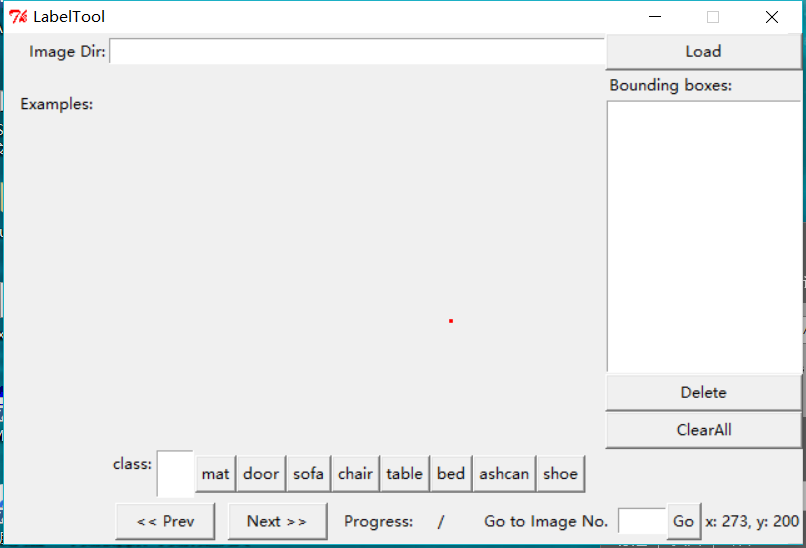 LabelTool
Image Dir: Load
Bounding boxes:
Examples:
Delete
ClearAll
class: mat door sofa chair table bed ashcan shoe
<< Prev Next >> Progress: / Go to Image No. Go x: 273, y: 200